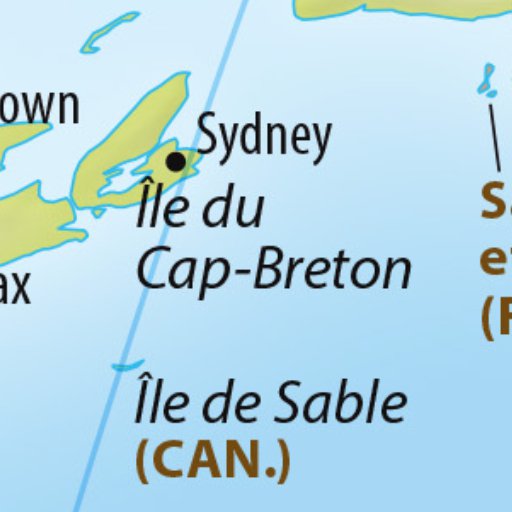 own
Sydney
Île du
Cap-Breton
ax
Île de Sable
(CAN.)